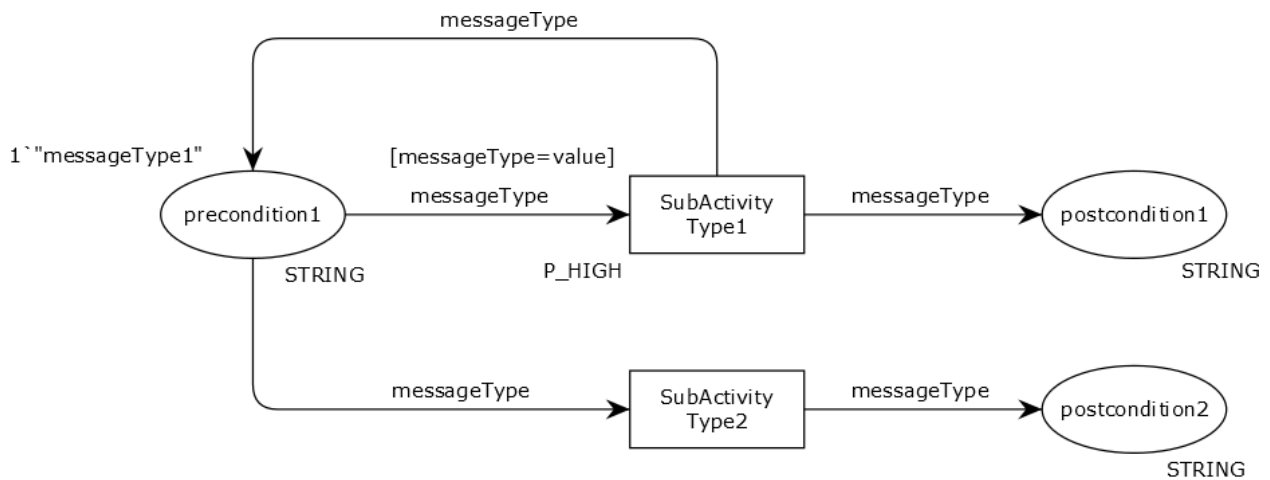 messageType
1`"messageType1"
[messageType=value]
messageType
messageType
precondition1
SubActivity
Type1
postcondition1
STRING
P_HIGH
STRING
messageType
messageType
SubActivity
Type2
postcondition2
STRING